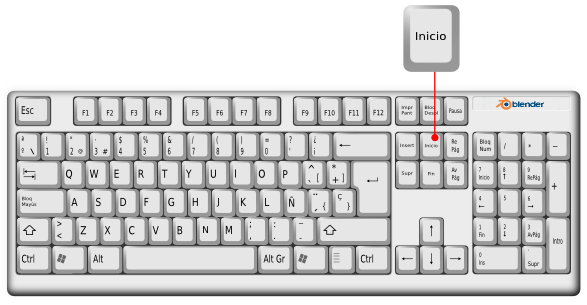 Inicio
Esc F1 F2 F3 F4 F5 F6 F7 F8 F9 F10 F11 F12 Impr Pant Bloq Despl Pausa blender
! 1 " 2 @ 3 # $ 4 % 5 & 6 / 7 ( 8 ) 9 = 0 ? ¿ ← Insert Inicio Re Pág Bloq Num / * –
Q W E R T Y U I O P ^ [ * + ] Supr Fin Av Pág 7 Inicio 8 ↑ 9 RePág +
Bloq Mayús A S D F G H J K L Ñ { Ç } 4 ← 5 6 →
> < Z X C V B N M ; , : . – ↑ 1 Fin 2 ↓ 3 AvPág Intro
Ctrl Alt Alt Gr Ctrl ← ↓ → 0 Ins Supr